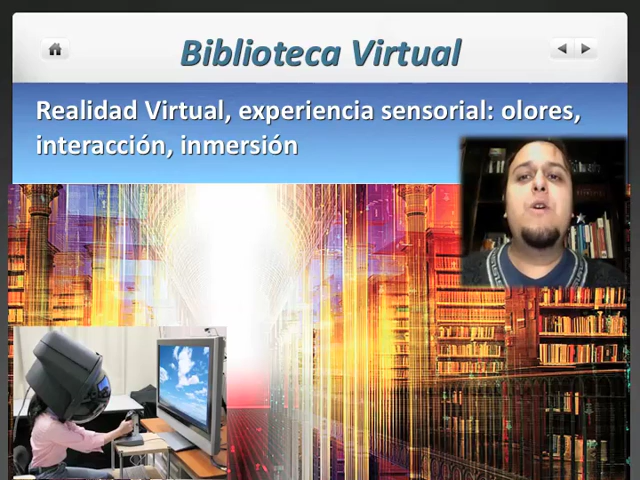 Biblioteca Virtual
Realidad Virtual, experiencia sensorial: olores,
interacción, inmersión